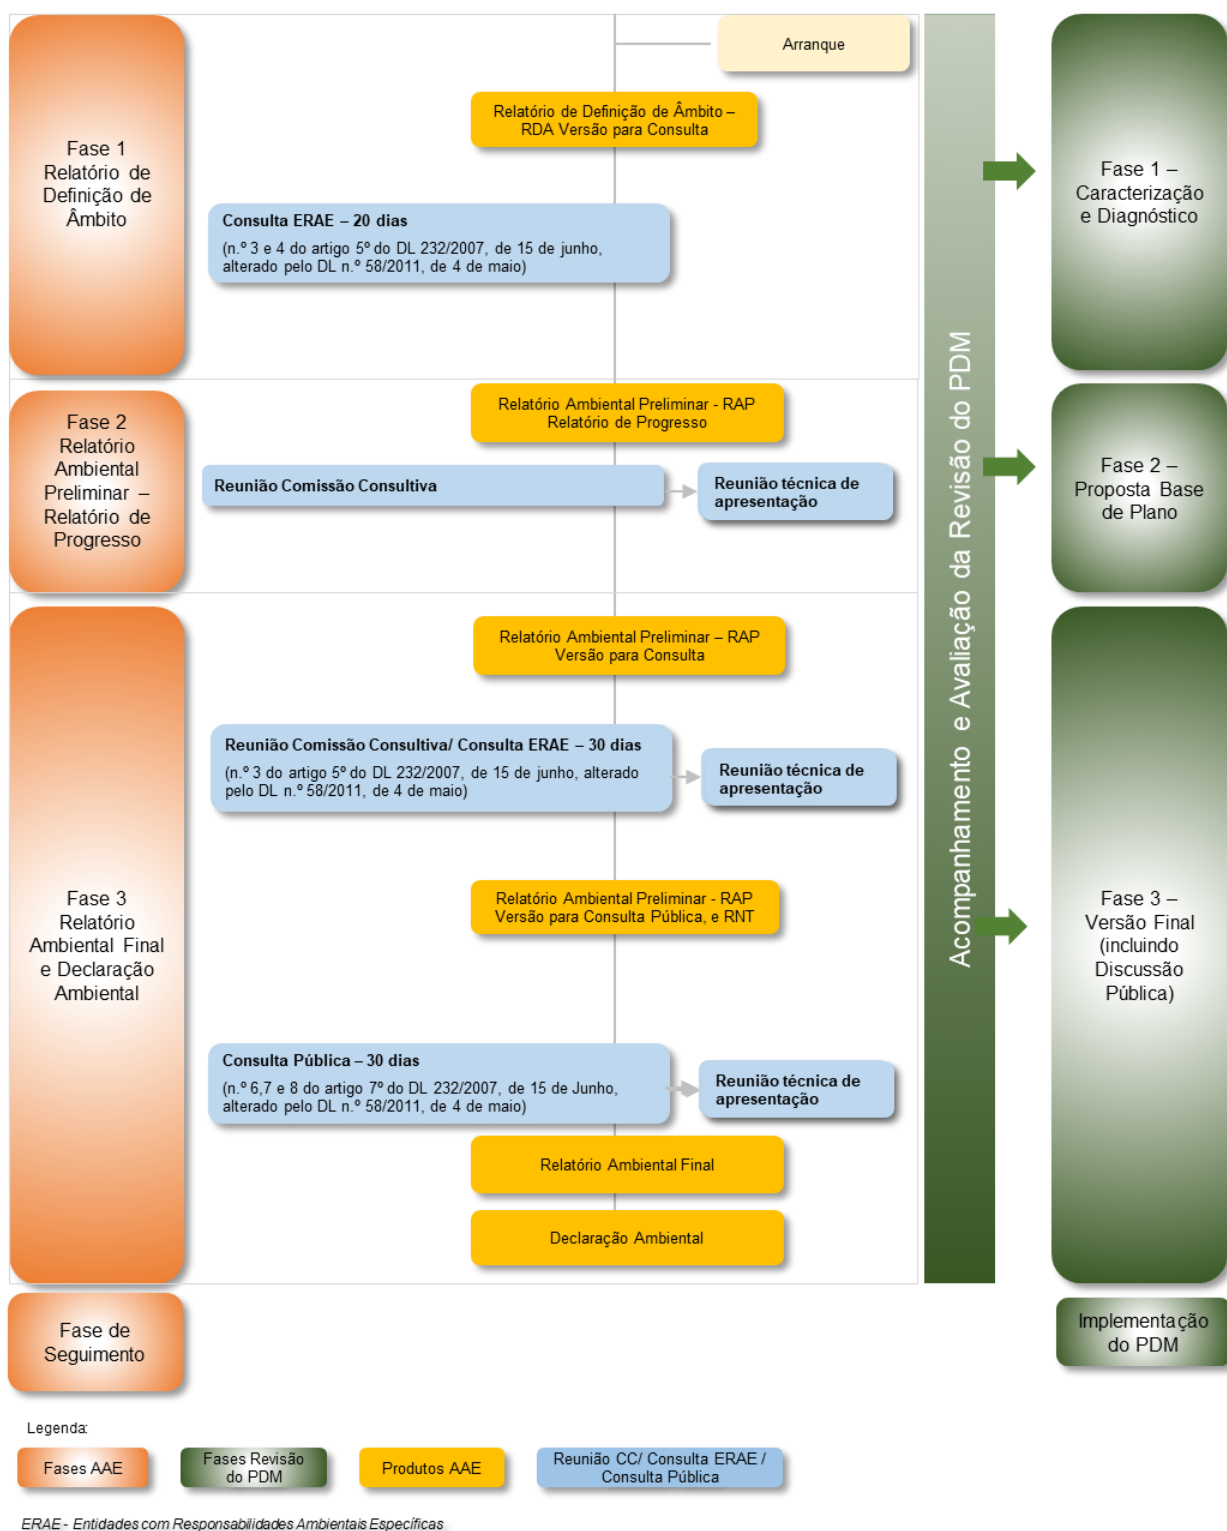 Arranque
Fase 1
Relatório de
Definição de
Âmbito
Relatório de Definição de Âmbito –
RDA Versão para Consulta
Consulta ERAE – 20 dias
(n.º 3 e 4 do artigo 5º do DL 232/2007, de 15 de junho,
alterado pelo DL n.º 58/2011, de 4 de maio)
Fase 1 –
Caracterização
e Diagnóstico
Acompanhamento e Avaliação da Revisão do PDM
Fase 2
Relatório
Ambiental
Preliminar –
Relatório de
Progresso
Relatório Ambiental Preliminar - RAP
Relatório de Progresso
Reunião Comissão Consultiva
Reunião técnica de
apresentação
Fase 2 –
Proposta Base
de Plano
Fase 3
Relatório
Ambiental Final
e Declaração
Ambiental
Relatório Ambiental Preliminar – RAP
Versão para Consulta
Reunião Comissão Consultiva/ Consulta ERAE – 30 dias
(n.º 3 do artigo 5º do DL 232/2007, de 15 de junho, alterado
pelo DL n.º 58/2011, de 4 de maio)
Reunião técnica de
apresentação
Relatório Ambiental Preliminar - RAP
Versão para Consulta Pública, e RNT
Consulta Pública – 30 dias
(n.º 6,7 e 8 do artigo 7º do DL 232/2007, de 15 de Junho,
alterado pelo DL n.º 58/2011, de 4 de maio)
Reunião técnica de
apresentação
Relatório Ambiental Final
Declaração Ambiental
Fase 3 –
Versão Final
(incluindo
Discussão
Pública)
Fase de
Seguimento
Implementação
do PDM
Legenda:
Fases AAE
Fases Revisão
do PDM
Produtos AAE
Reunião CC/ Consulta ERAE /
Consulta Pública
ERAE - Entidades com Responsabilidades Ambientais Específicas